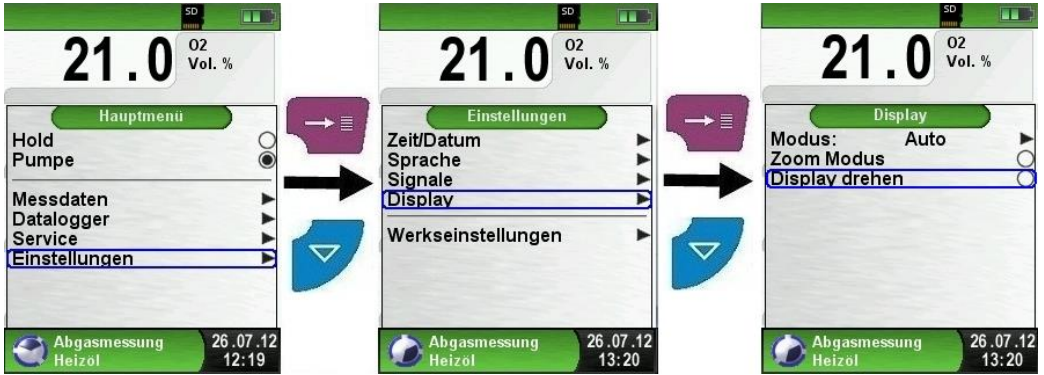 SD
21.0 O2
Vol. %
Hauptmenü
Hold
Pumpe
Messdaten
Datalogger
Service
Einstellungen
Abgasmessung 26.07.12
Heizöl 12:19
SD
21.0 O2
Vol. %
Einstellungen
Zeit/Datum
Sprache
Signale
Display
Werkseinstellungen
Abgasmessung 26.07.12
Heizöl 13:20
SD
21.0 O2
Vol. %
Display
Modus: Auto
Zoom Modus
Display drehen
Abgasmessung 26.07.12
Heizöl 13:20